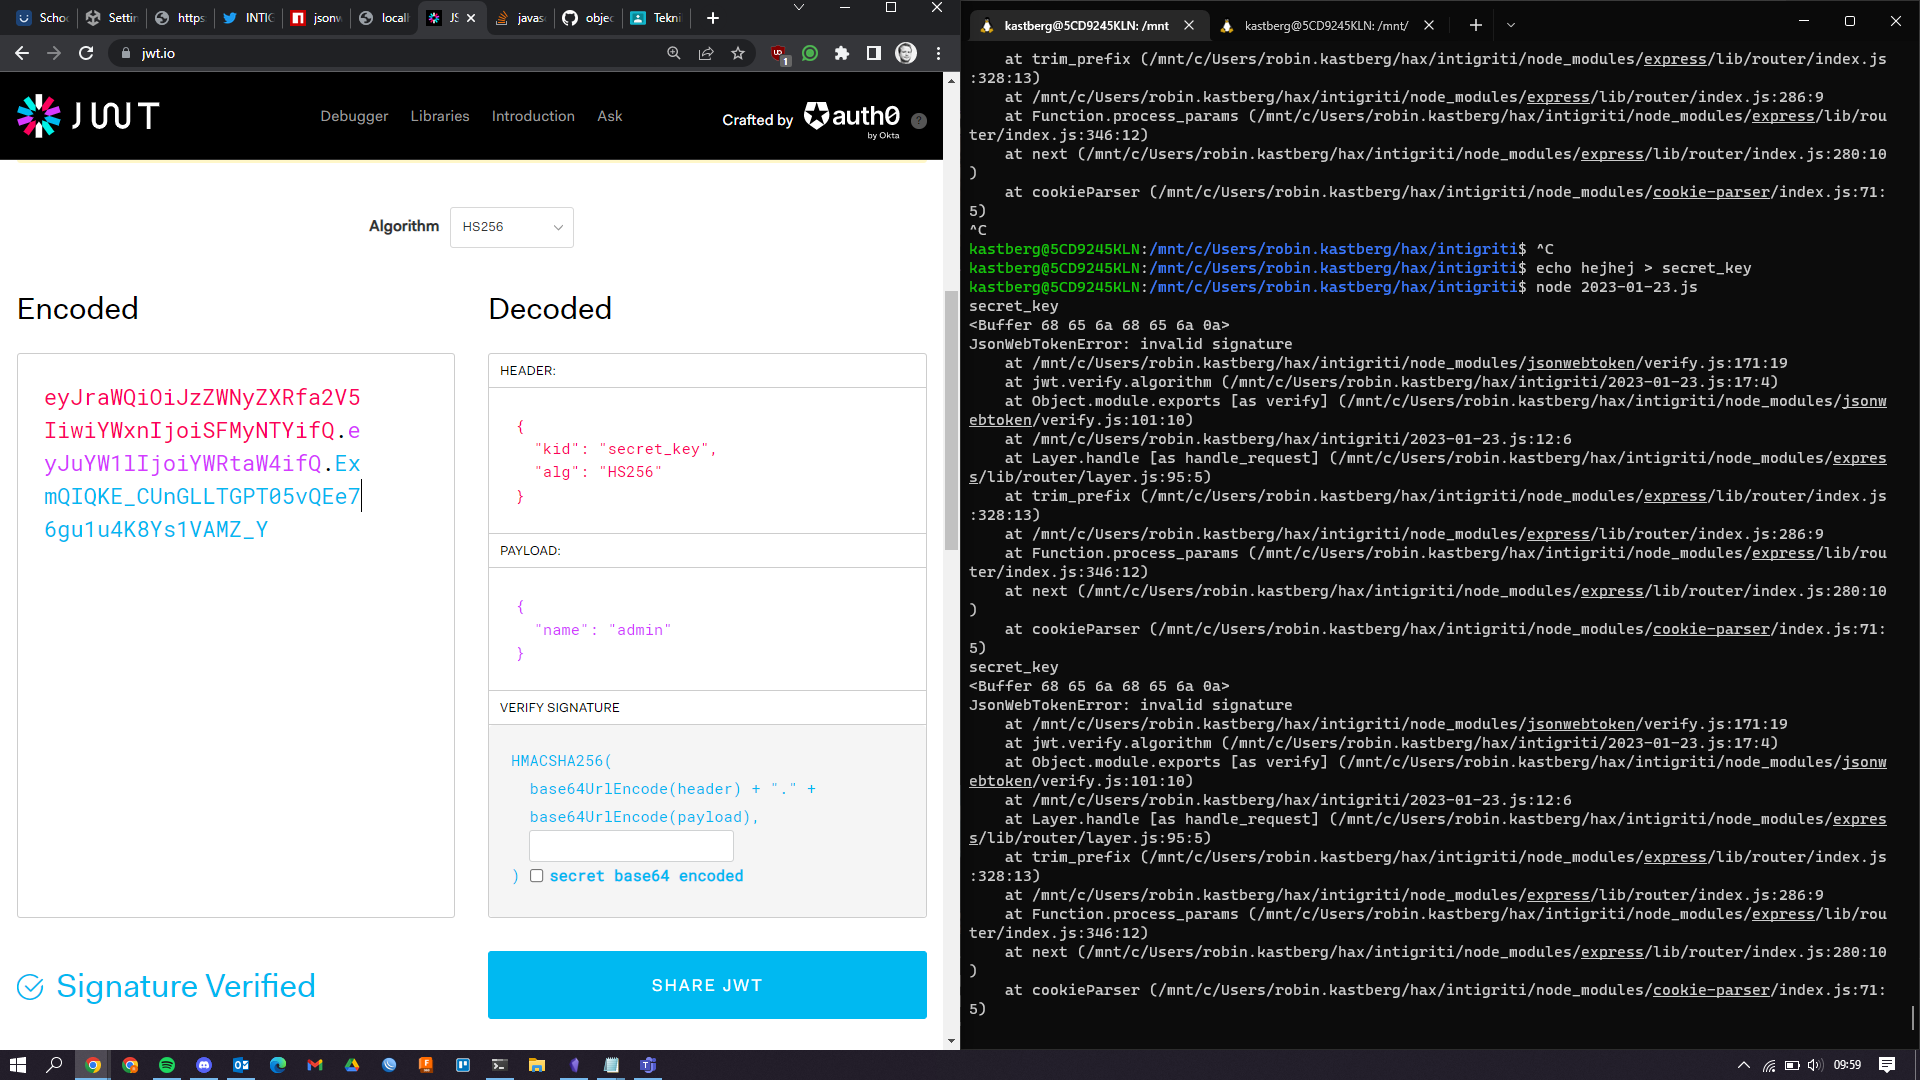 Schoo
Settin
https
INTIG
jsonw
local
JS
javas
objec
Tekni
jwt.io
1
JWT
Debugger
Libraries
Introduction
Ask
Crafted by
auth0
by Okta
?
Algorithm
HS256
Encoded
Decoded
eyJraWQiOiJzZWNyZXRfa2V5
IiwiYWxnIjoiSFMyNTYifQ.e
yJuYW1lIjoiYWRtaW4ifQ.Ex
mQIQKE_CUnGLLTGPT05vQEe7
6gu1u4K8Ys1VAMZ_Y
HEADER:
{
"kid": "secret_key",
"alg": "HS256"
}
PAYLOAD:
{
"name": "admin"
}
VERIFY SIGNATURE
HMACSHA256(
base64UrlEncode(header) + "." +
base64UrlEncode(payload),
) secret base64 encoded
Signature Verified
SHARE JWT
kastberg@5CD9245KLN: /mnt
kastberg@5CD9245KLN: /mnt/
at trim_prefix (/mnt/c/Users/robin.kastberg/hax/intigriti/node_modules/express/lib/router/index.js
:328:13)
at /mnt/c/Users/robin.kastberg/hax/intigriti/node_modules/express/lib/router/index.js:286:9
at Function.process_params (/mnt/c/Users/robin.kastberg/hax/intigriti/node_modules/express/lib/rou
ter/index.js:346:12)
at next (/mnt/c/Users/robin.kastberg/hax/intigriti/node_modules/express/lib/router/index.js:280:10
)
at cookieParser (/mnt/c/Users/robin.kastberg/hax/intigriti/node_modules/cookie-parser/index.js:71:
5)
^C
kastberg@5CD9245KLN:/mnt/c/Users/robin.kastberg/hax/intigriti$ ^C
kastberg@5CD9245KLN:/mnt/c/Users/robin.kastberg/hax/intigriti$ echo hejhej > secret_key
kastberg@5CD9245KLN:/mnt/c/Users/robin.kastberg/hax/intigriti$ node 2023-01-23.js
secret_key
<Buffer 68 65 6a 68 65 6a 0a>
JsonWebTokenError: invalid signature
at /mnt/c/Users/robin.kastberg/hax/intigriti/node_modules/jsonwebtoken/verify.js:171:19
at jwt.verify.algorithm (/mnt/c/Users/robin.kastberg/hax/intigriti/2023-01-23.js:17:4)
at Object.module.exports [as verify] (/mnt/c/Users/robin.kastberg/hax/intigriti/node_modules/jsonw
ebtoken/verify.js:101:10)
at /mnt/c/Users/robin.kastberg/hax/intigriti/2023-01-23.js:12:6
at Layer.handle [as handle_request] (/mnt/c/Users/robin.kastberg/hax/intigriti/node_modules/expres
s/lib/router/layer.js:95:5)
at trim_prefix (/mnt/c/Users/robin.kastberg/hax/intigriti/node_modules/express/lib/router/index.js
:328:13)
at /mnt/c/Users/robin.kastberg/hax/intigriti/node_modules/express/lib/router/index.js:286:9
at Function.process_params (/mnt/c/Users/robin.kastberg/hax/intigriti/node_modules/express/lib/rou
ter/index.js:346:12)
at next (/mnt/c/Users/robin.kastberg/hax/intigriti/node_modules/express/lib/router/index.js:280:10
)
at cookieParser (/mnt/c/Users/robin.kastberg/hax/intigriti/node_modules/cookie-parser/index.js:71:
5)
secret_key
<Buffer 68 65 6a 68 65 6a 0a>
JsonWebTokenError: invalid signature
at /mnt/c/Users/robin.kastberg/hax/intigriti/node_modules/jsonwebtoken/verify.js:171:19
at jwt.verify.algorithm (/mnt/c/Users/robin.kastberg/hax/intigriti/2023-01-23.js:17:4)
at Object.module.exports [as verify] (/mnt/c/Users/robin.kastberg/hax/intigriti/node_modules/jsonw
ebtoken/verify.js:101:10)
at /mnt/c/Users/robin.kastberg/hax/intigriti/2023-01-23.js:12:6
at Layer.handle [as handle_request] (/mnt/c/Users/robin.kastberg/hax/intigriti/node_modules/expres
s/lib/router/layer.js:95:5)
at trim_prefix (/mnt/c/Users/robin.kastberg/hax/intigriti/node_modules/express/lib/router/index.js
:328:13)
at /mnt/c/Users/robin.kastberg/hax/intigriti/node_modules/express/lib/router/index.js:286:9
at Function.process_params (/mnt/c/Users/robin.kastberg/hax/intigriti/node_modules/express/lib/rou
ter/index.js:346:12)
at next (/mnt/c/Users/robin.kastberg/hax/intigriti/node_modules/express/lib/router/index.js:280:10
)
at cookieParser (/mnt/c/Users/robin.kastberg/hax/intigriti/node_modules/cookie-parser/index.js:71:
5)
09:59